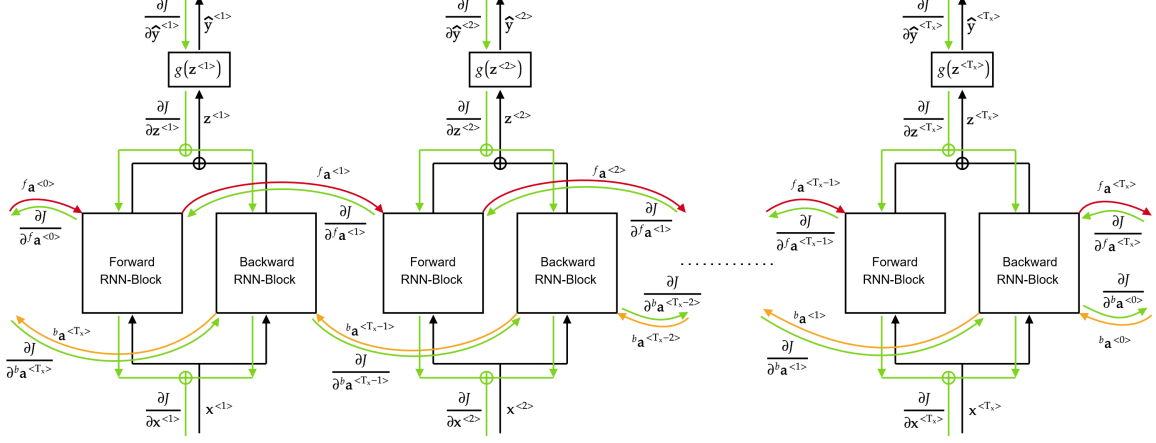 ∂J/∂ŷ^<1> ŷ^<1> ∂J/∂ŷ^<2> ŷ^<2> ∂J/∂ŷ^<Tₓ> ŷ^<Tₓ>
g(z^<1>) g(z^<2>) g(z^<Tₓ>)
∂J/∂z^<1> z^<1> ∂J/∂z^<2> z^<2> ∂J/∂z^<Tₓ> z^<Tₓ>
ᶠa^<0> ᶠa^<1> ᶠa^<2> ᶠa^<Tₓ−1> ᶠa^<Tₓ>
∂J/∂ᶠa^<0> ∂J/∂ᶠa^<1> ∂J/∂ᶠa^<1> ∂J/∂ᶠa^<Tₓ−1> ∂J/∂ᶠa^<Tₓ>
Forward Backward Forward Backward Forward Backward
RNN-Block RNN-Block RNN-Block RNN-Block RNN-Block RNN-Block
..............
∂J/∂ᵇa^<Tₓ−2> ∂J/∂ᵇa^<0>
ᵇa^<Tₓ> ᵇa^<Tₓ−1> ᵇa^<Tₓ−2> ᵇa^<1> ᵇa^<0>
∂J/∂ᵇa^<Tₓ> ∂J/∂ᵇa^<Tₓ−1> ∂J/∂ᵇa^<1>
∂J/∂x^<1> x^<1> ∂J/∂x^<2> x^<2> ∂J/∂x^<Tₓ> x^<Tₓ>